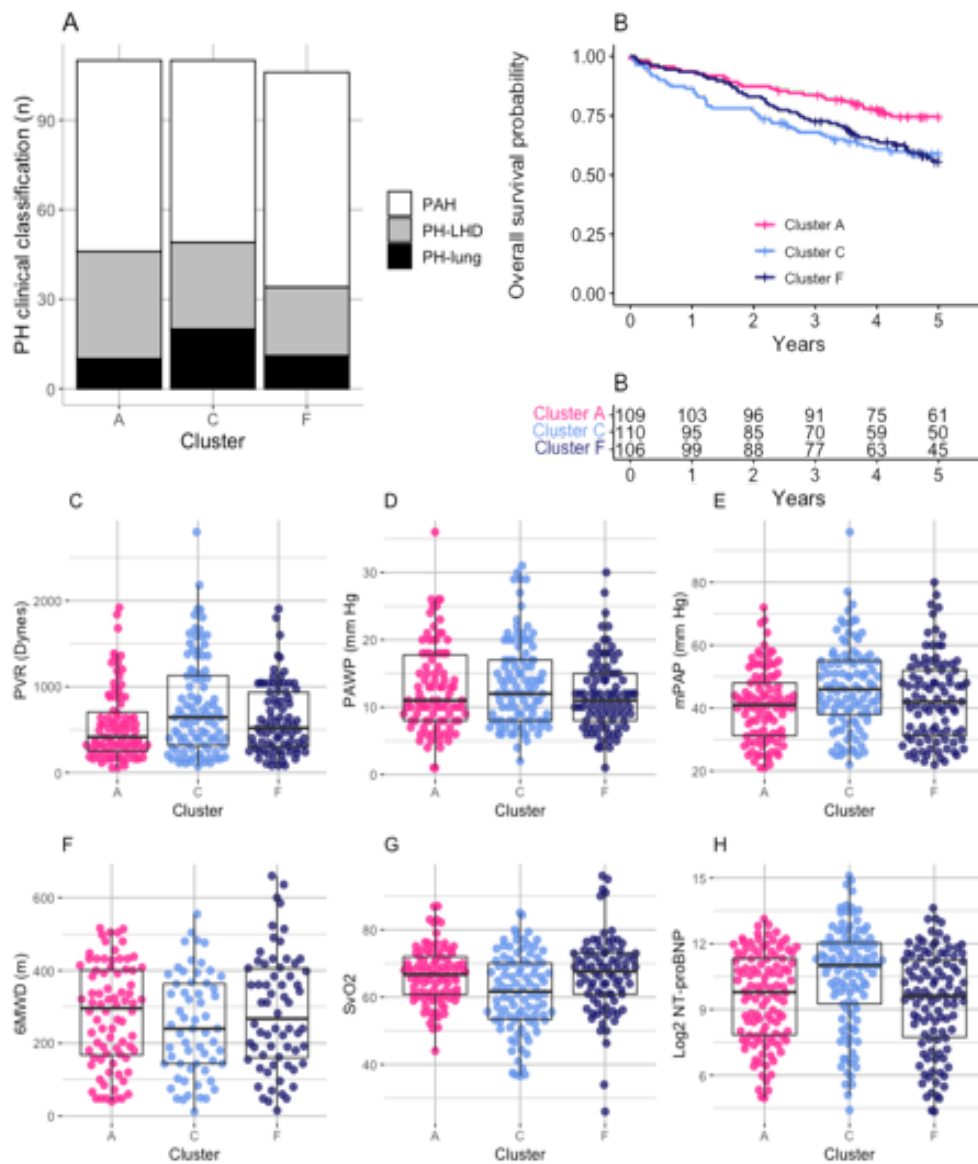 A
PH clinical classification (n)
90
60
30
0
A C F
Cluster
PAH
PH-LHD
PH-lung
B
Overall survival probability
1.00
0.75
0.50
0.25
0.00
Cluster A
Cluster C
Cluster F
0 1 2 3 4 5
Years
B
Cluster A 109 103 96 91 75 61
Cluster C 110 95 85 70 59 50
Cluster F 106 99 88 77 63 45
0 1 2 3 4 5
Years
C
PVR (Dynes)
2000
1000
0
A C F
Cluster
D
PAWP (mm Hg
30
20
10
0
A C F
Cluster
E
mPAP (mm Hg)
80
60
40
20
A C F
Cluster
F
6MWD (m)
600
400
200
0
A C F
Cluster
G
SvO2
80
60
40
A C F
Cluster
H
Log2 NT-proBNP
15
12
9
6
A C F
Cluster